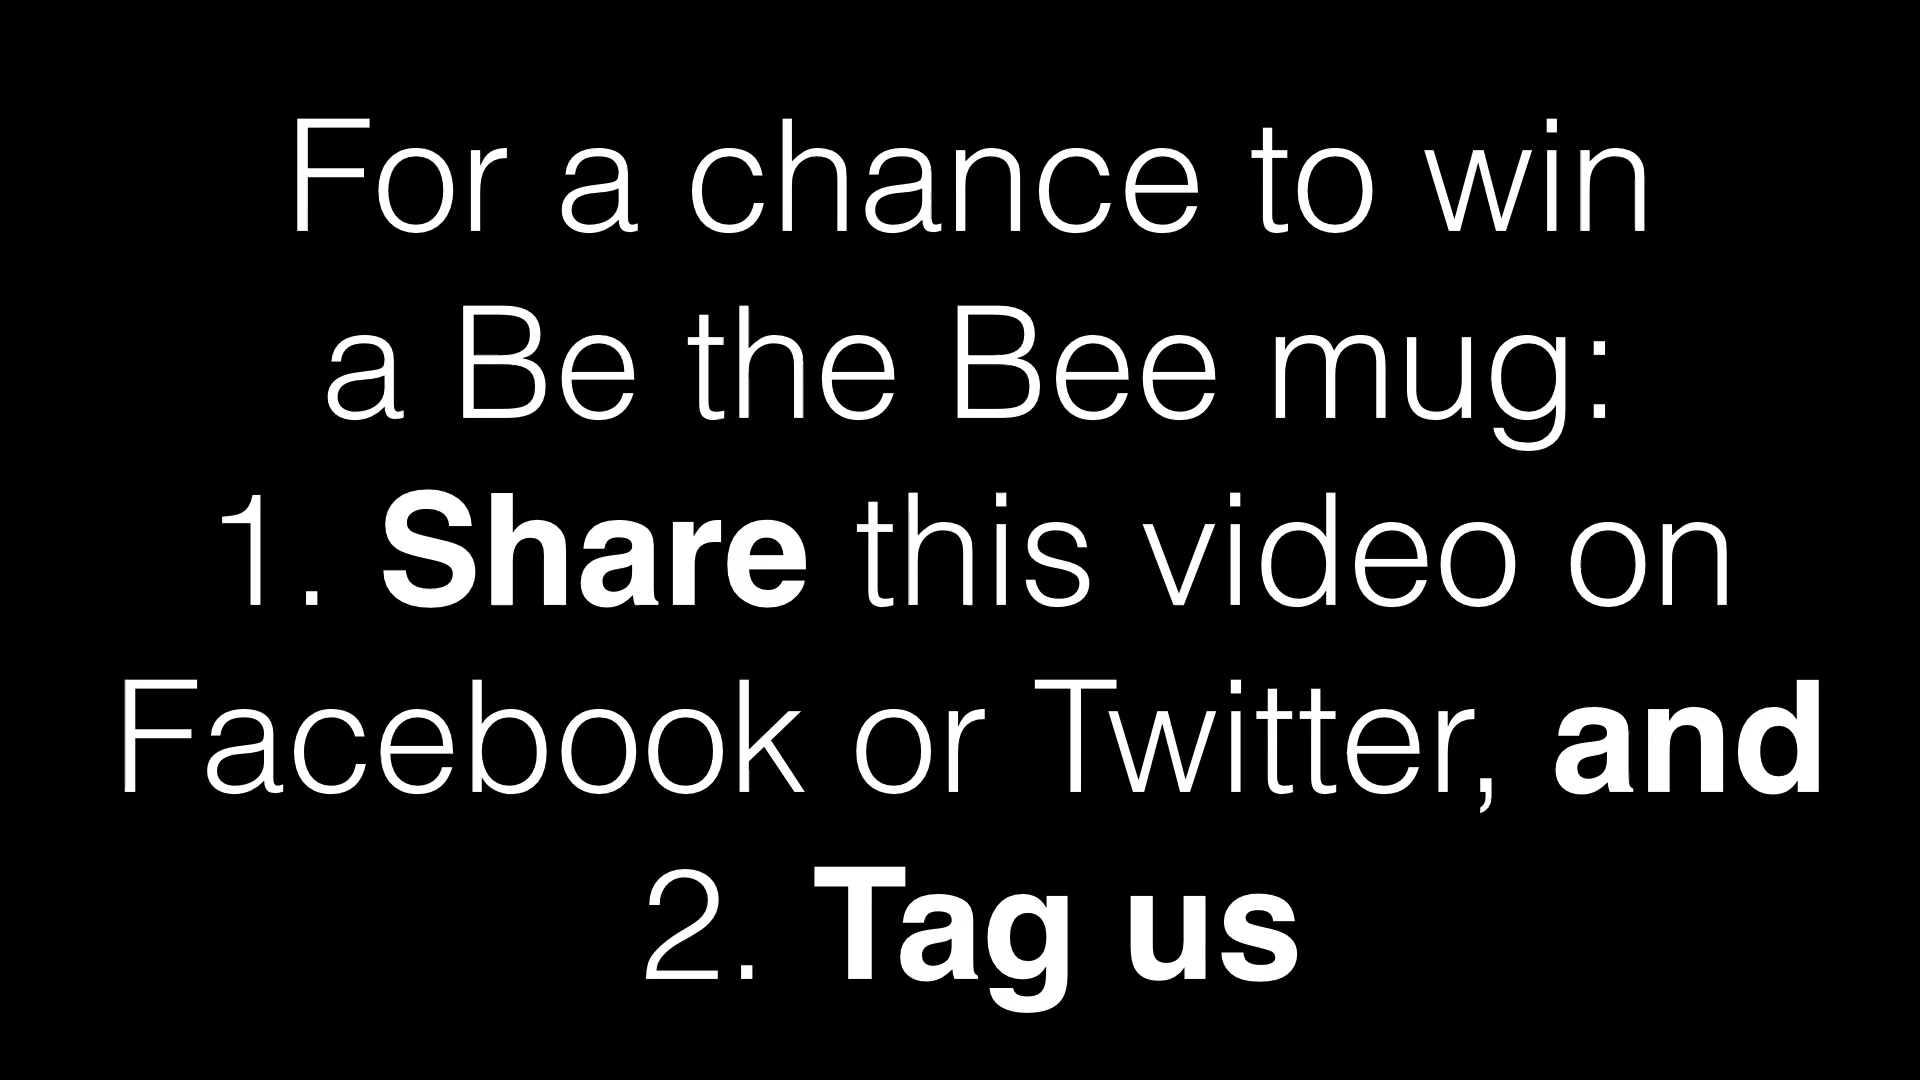 For a chance to win
a Be the Bee mug:
1. Share this video on
Facebook or Twitter, and
2. Tag us